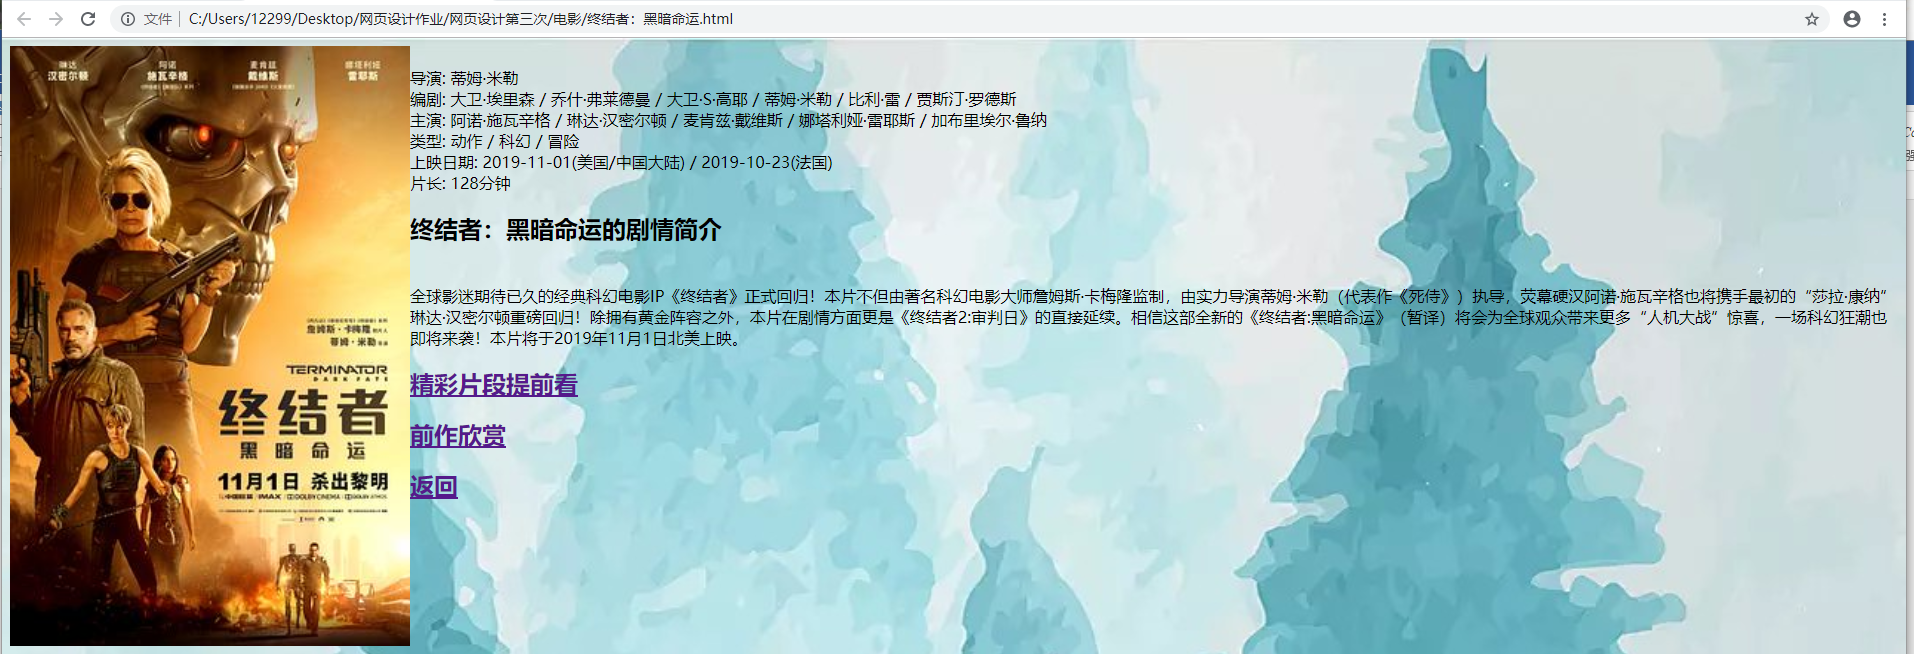 文件 | C:/Users/12299/Desktop/网页设计作业/网页设计第三次/电影/终结者：黑暗命运.html
琳达 阿诺 麦肯兹 娜塔利娅
汉密尔顿 施瓦辛格 戴维斯 雷耶斯
詹姆斯·卡梅隆
蒂姆·米勒
TERMINATOR
DARK FATE
终结者
黑暗命运
11月1日 杀出黎明
导演: 蒂姆·米勒
编剧: 大卫·埃里森 / 乔什·弗莱德曼 / 大卫·S·高耶 / 蒂姆·米勒 / 比利·雷 / 贾斯汀·罗德斯
主演: 阿诺·施瓦辛格 / 琳达·汉密尔顿 / 麦肯兹·戴维斯 / 娜塔利娅·雷耶斯 / 加布里埃尔·鲁纳
类型: 动作 / 科幻 / 冒险
上映日期: 2019-11-01(美国/中国大陆) / 2019-10-23(法国)
片长: 128分钟
终结者：黑暗命运的剧情简介
全球影迷期待已久的经典科幻电影IP《终结者》正式回归！本片不但由著名科幻电影大师詹姆斯·卡梅隆监制，由实力导演蒂姆·米勒（代表作《死侍》）执导，荧幕硬汉阿诺·施瓦辛格也将携手最初的“莎拉·康纳”
琳达·汉密尔顿重磅回归！除拥有黄金阵容之外，本片在剧情方面更是《终结者2:审判日》的直接延续。相信这部全新的《终结者:黑暗命运》（暂译）将会为全球观众带来更多“人机大战”惊喜，一场科幻狂潮也
即将来袭！本片将于2019年11月1日北美上映。
精彩片段提前看
前作欣赏
返回